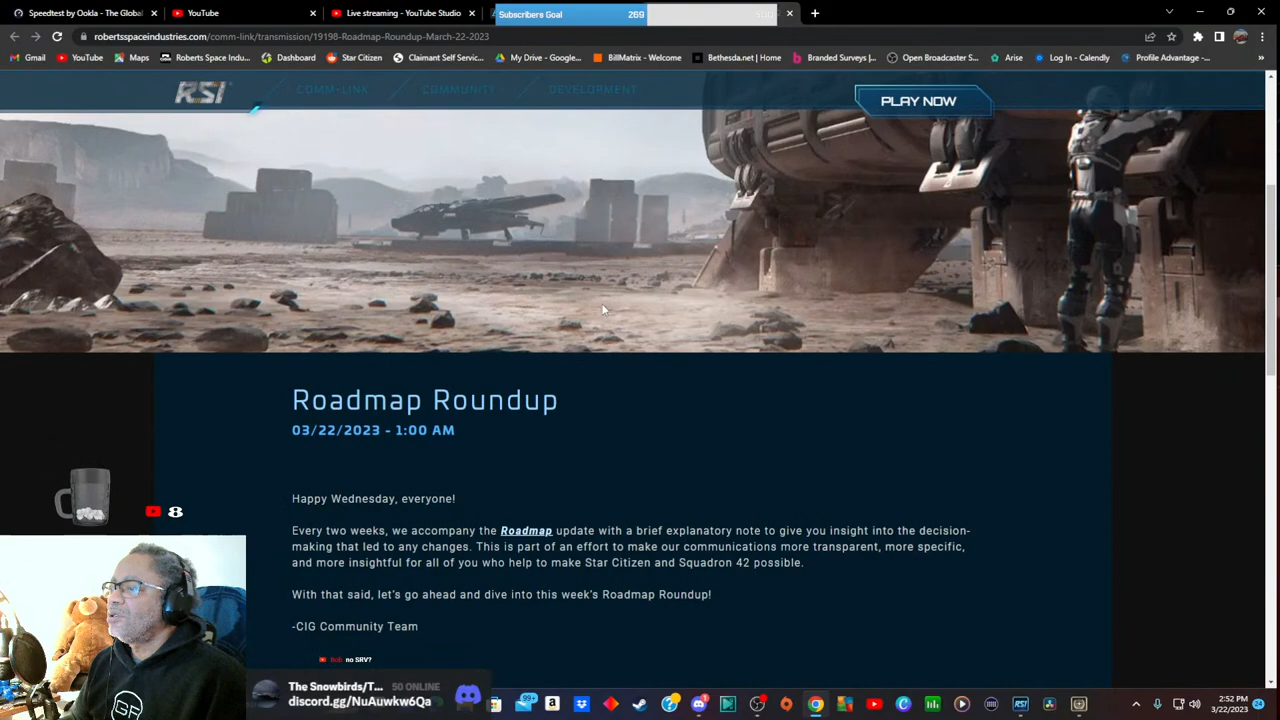 Speedtest by Ookla - The Global
YouTube
Live streaming - YouTube Studio
Subscribers Goal 269
robertsspaceindustries.com/comm-link/transmission/19198-Roadmap-Roundup-March-22-2023
Gmail YouTube Maps Roberts Space Indu... Dashboard Star Citizen Claimant Self Servic... My Drive - Google... BillMatrix - Welcome Bethesda.net | Home Branded Surveys |... Open Broadcaster S... Arise Log In - Calendly Profile Advantage -... »
RSI COMM-LINK COMMUNITY DEVELOPMENT PLAY NOW
Roadmap Roundup
03/22/2023 - 1:00 AM
Happy Wednesday, everyone!
8
Every two weeks, we accompany the Roadmap update with a brief explanatory note to give you insight into the decision-
making that led to any changes. This is part of an effort to make our communications more transparent, more specific,
and more insightful for all of you who help to make Star Citizen and Squadron 42 possible.
With that said, let's go ahead and dive into this week's Roadmap Roundup!
-CIG Community Team
no SRV?
The Snowbirds/T... 50 ONLINE
discord.gg/NuAuwkw6Qa
99+
2:52 PM
3/22/2023
24
GF